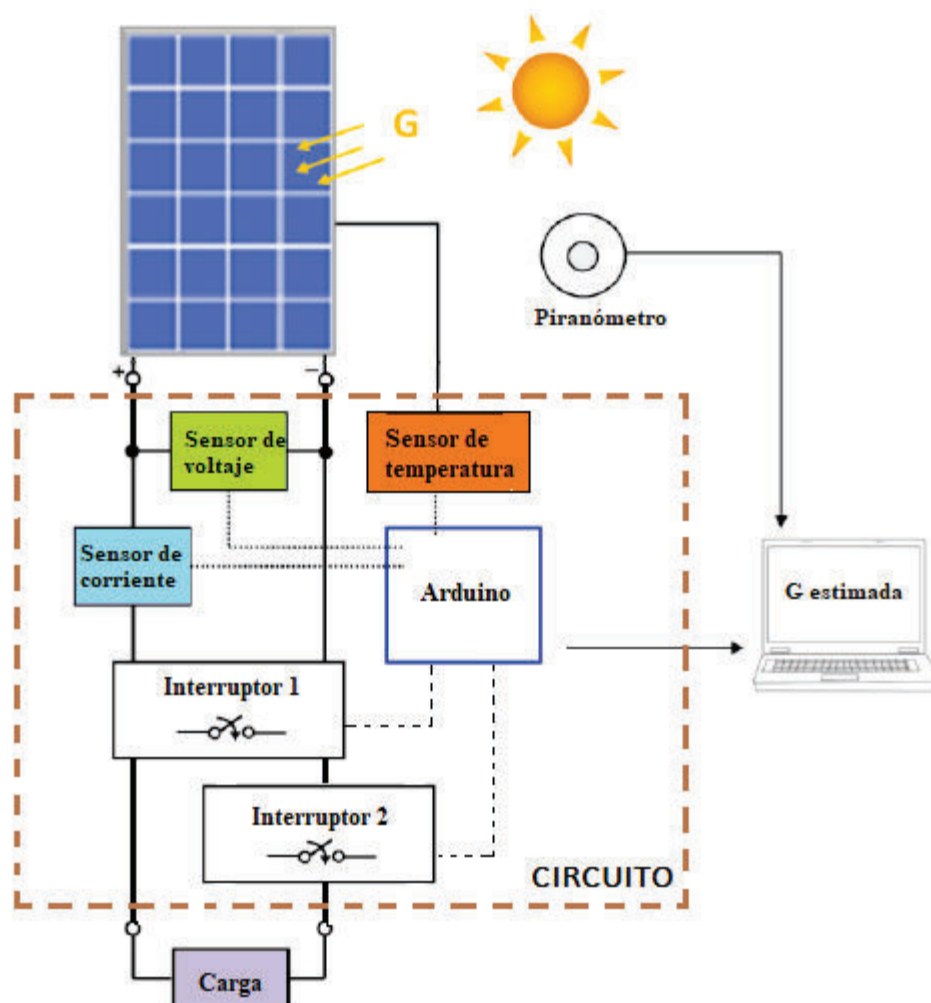 G
Piranómetro
+
−
Sensor de
voltaje
Sensor de
temperatura
Sensor de
corriente
Arduino
G estimada
Interruptor 1
Interruptor 2
CIRCUITO
Carga